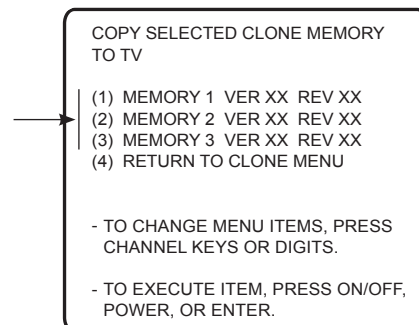 COPY SELECTED CLONE MEMORY
TO TV
(1) MEMORY 1 VER XX REV XX
(2) MEMORY 2 VER XX REV XX
(3) MEMORY 3 VER XX REV XX
(4) RETURN TO CLONE MENU
- TO CHANGE MENU ITEMS, PRESS
CHANNEL KEYS OR DIGITS.
- TO EXECUTE ITEM, PRESS ON/OFF,
POWER, OR ENTER.